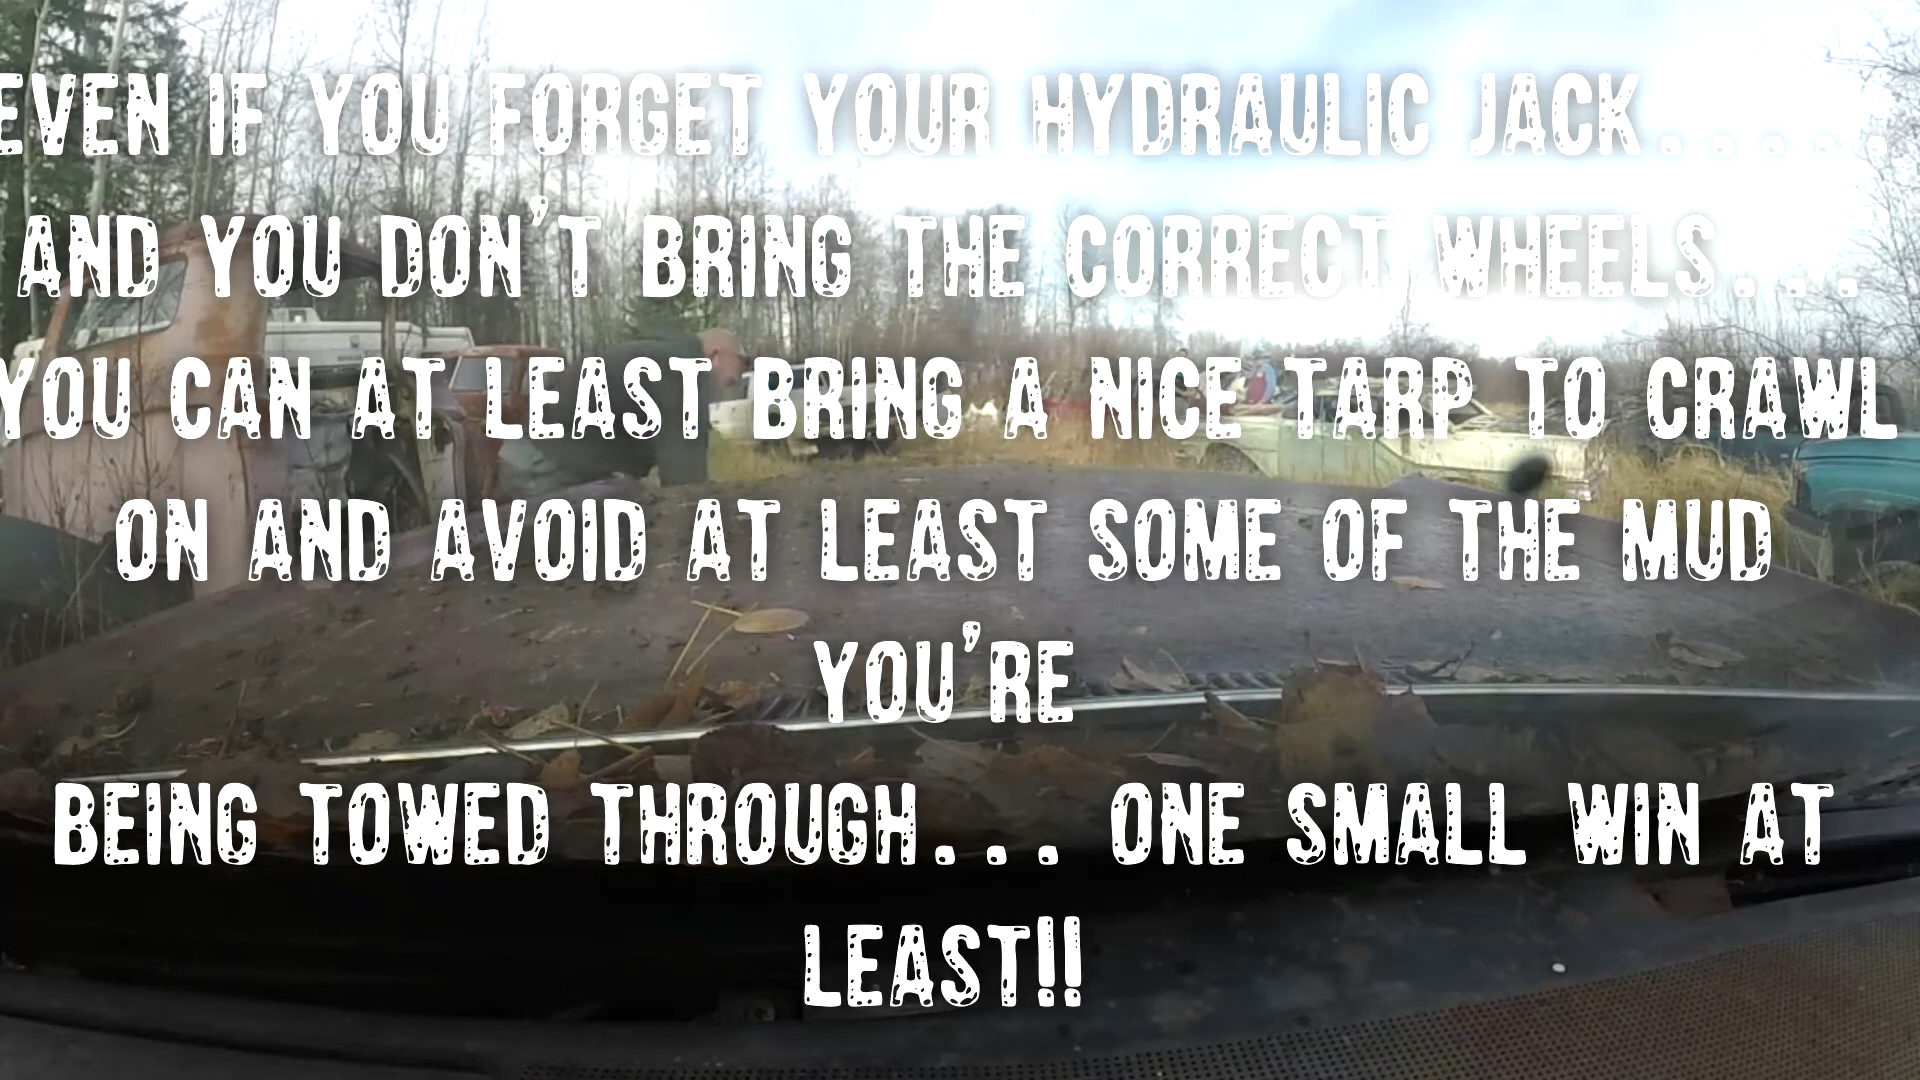 EVEN IF YOU FORGET YOUR HYDRAULIC JACK.....
AND YOU DON'T BRING THE CORRECT WHEELS...
YOU CAN AT LEAST BRING A NICE TARP TO CRAWL
ON AND AVOID AT LEAST SOME OF THE MUD
YOU'RE
BEING TOWED THROUGH... ONE SMALL WIN AT
LEAST!!